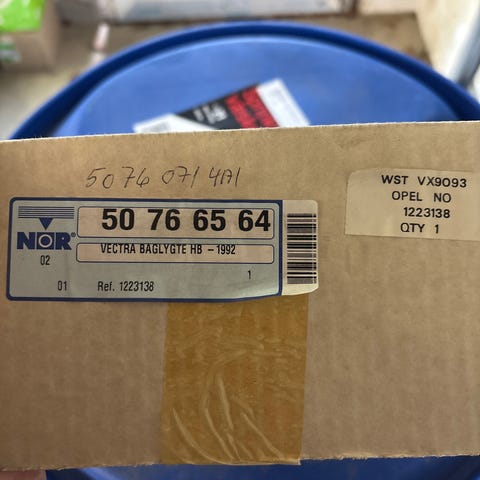 5076 071 4A1
50 76 65 64
NOR
VECTRA BAGLYGTE HB - 1992
02
1
01 Ref. 1223138
WST VX9093
OPEL NO
1223138
QTY 1